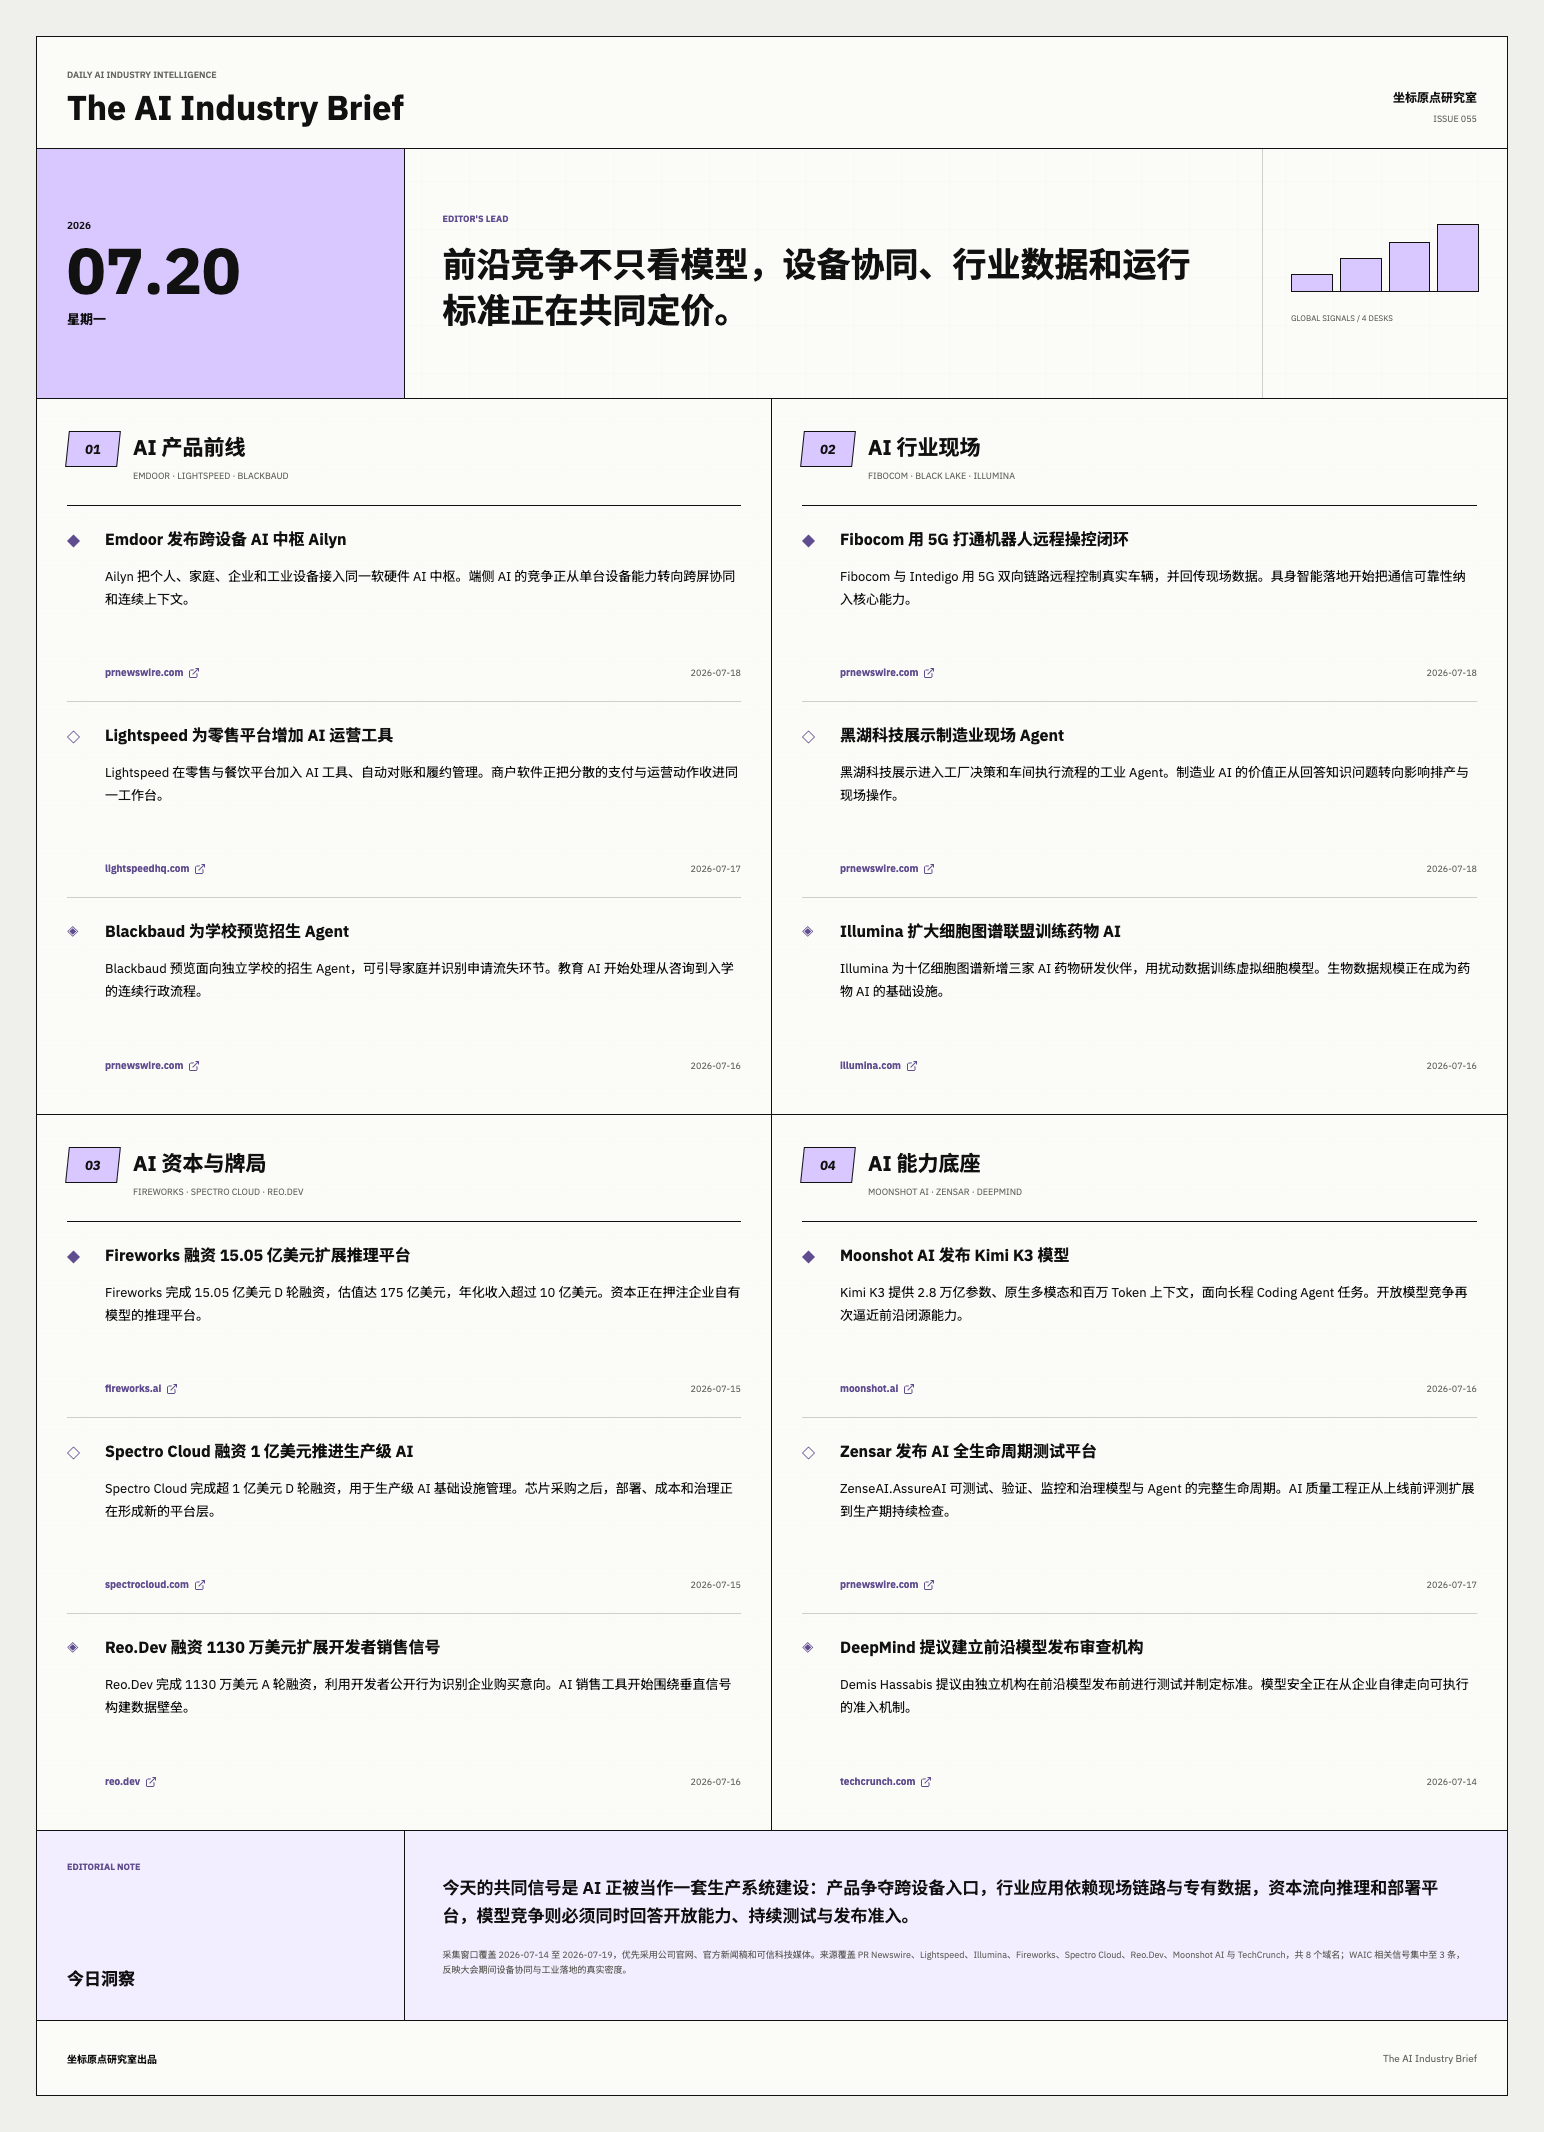 DAILY AI INDUSTRY INTELLIGENCE
The AI Industry Brief
坐标原点研究室
ISSUE 055
2026
07.20
星期一
EDITOR'S LEAD
前沿竞争不只看模型，设备协同、行业数据和运行
标准正在共同定价。
GLOBAL SIGNALS / 4 DESKS
01
AI 产品前线
EMDOOR · LIGHTSPEED · BLACKBAUD
Emdoor 发布跨设备 AI 中枢 Ailyn
Ailyn 把个人、家庭、企业和工业设备接入同一软硬件 AI 中枢。端侧 AI 的竞争正从单台设备能力转向跨屏协同
和连续上下文。
prnewswire.com
2026-07-18
Lightspeed 为零售平台增加 AI 运营工具
Lightspeed 在零售与餐饮平台加入 AI 工具、自动对账和履约管理。商户软件正把分散的支付与运营动作收进同
一工作台。
lightspeedhq.com
2026-07-17
Blackbaud 为学校预览招生 Agent
Blackbaud 预览面向独立学校的招生 Agent，可引导家庭并识别申请流失环节。教育 AI 开始处理从咨询到入学
的连续行政流程。
prnewswire.com
2026-07-16
02
AI 行业现场
FIBOCOM · BLACK LAKE · ILLUMINA
Fibocom 用 5G 打通机器人远程操控闭环
Fibocom 与 Intedigo 用 5G 双向链路远程控制真实车辆，并回传现场数据。具身智能落地开始把通信可靠性纳
入核心能力。
prnewswire.com
2026-07-18
黑湖科技展示制造业现场 Agent
黑湖科技展示进入工厂决策和车间执行流程的工业 Agent。制造业 AI 的价值正从回答知识问题转向影响排产与
现场操作。
prnewswire.com
2026-07-18
Illumina 扩大细胞图谱联盟训练药物 AI
Illumina 为十亿细胞图谱新增三家 AI 药物研发伙伴，用扰动数据训练虚拟细胞模型。生物数据规模正在成为药
物 AI 的基础设施。
illumina.com
2026-07-16
03
AI 资本与牌局
FIREWORKS · SPECTRO CLOUD · REO.DEV
Fireworks 融资 15.05 亿美元扩展推理平台
Fireworks 完成 15.05 亿美元 D 轮融资，估值达 175 亿美元，年化收入超过 10 亿美元。资本正在押注企业自有
模型的推理平台。
fireworks.ai
2026-07-15
Spectro Cloud 融资 1 亿美元推进生产级 AI
Spectro Cloud 完成超 1 亿美元 D 轮融资，用于生产级 AI 基础设施管理。芯片采购之后，部署、成本和治理正
在形成新的平台层。
spectrocloud.com
2026-07-15
Reo.Dev 融资 1130 万美元扩展开发者销售信号
Reo.Dev 完成 1130 万美元 A 轮融资，利用开发者公开行为识别企业购买意向。AI 销售工具开始围绕垂直信号
构建数据壁垒。
reo.dev
2026-07-16
04
AI 能力底座
MOONSHOT AI · ZENSAR · DEEPMIND
Moonshot AI 发布 Kimi K3 模型
Kimi K3 提供 2.8 万亿参数、原生多模态和百万 Token 上下文，面向长程 Coding Agent 任务。开放模型竞争再
次逼近前沿闭源能力。
moonshot.ai
2026-07-16
Zensar 发布 AI 全生命周期测试平台
ZenseAI.AssureAI 可测试、验证、监控和治理模型与 Agent 的完整生命周期。AI 质量工程正从上线前评测扩展
到生产期持续检查。
prnewswire.com
2026-07-17
DeepMind 提议建立前沿模型发布审查机构
Demis Hassabis 提议由独立机构在前沿模型发布前进行测试并制定标准。模型安全正在从企业自律走向可执行
的准入机制。
techcrunch.com
2026-07-14
EDITORIAL NOTE
今日洞察
今天的共同信号是 AI 正被当作一套生产系统建设：产品争夺跨设备入口，行业应用依赖现场链路与专有数据，资本流向推理和部署平
台，模型竞争则必须同时回答开放能力、持续测试与发布准入。
采集窗口覆盖 2026-07-14 至 2026-07-19，优先采用公司官网、官方新闻稿和可信科技媒体。来源覆盖 PR Newswire、Lightspeed、Illumina、Fireworks、Spectro Cloud、Reo.Dev、Moonshot AI 与 TechCrunch，共 8 个域名；WAIC 相关信号集中至 3 条，
反映大会期间设备协同与工业落地的真实密度。
坐标原点研究室出品
The AI Industry Brief